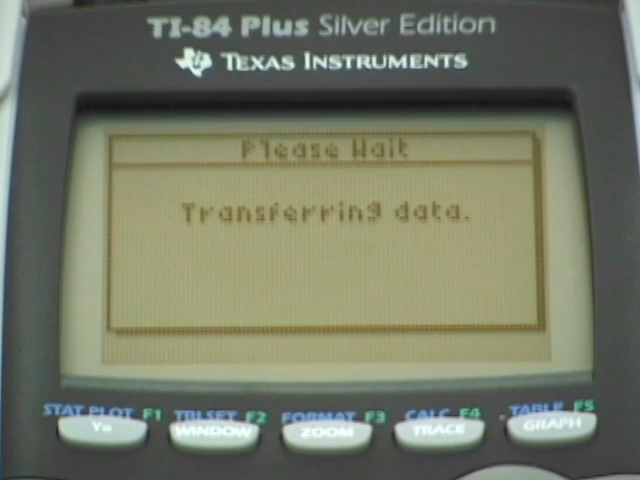 TI-84 Plus Silver Edition
TEXAS INSTRUMENTS
Please Wait
Transferring data.
STAT PLOT F1 TBLSET F2 FORMAT F3 CALC F4 TABLE F5
Y= WINDOW ZOOM TRACE GRAPH